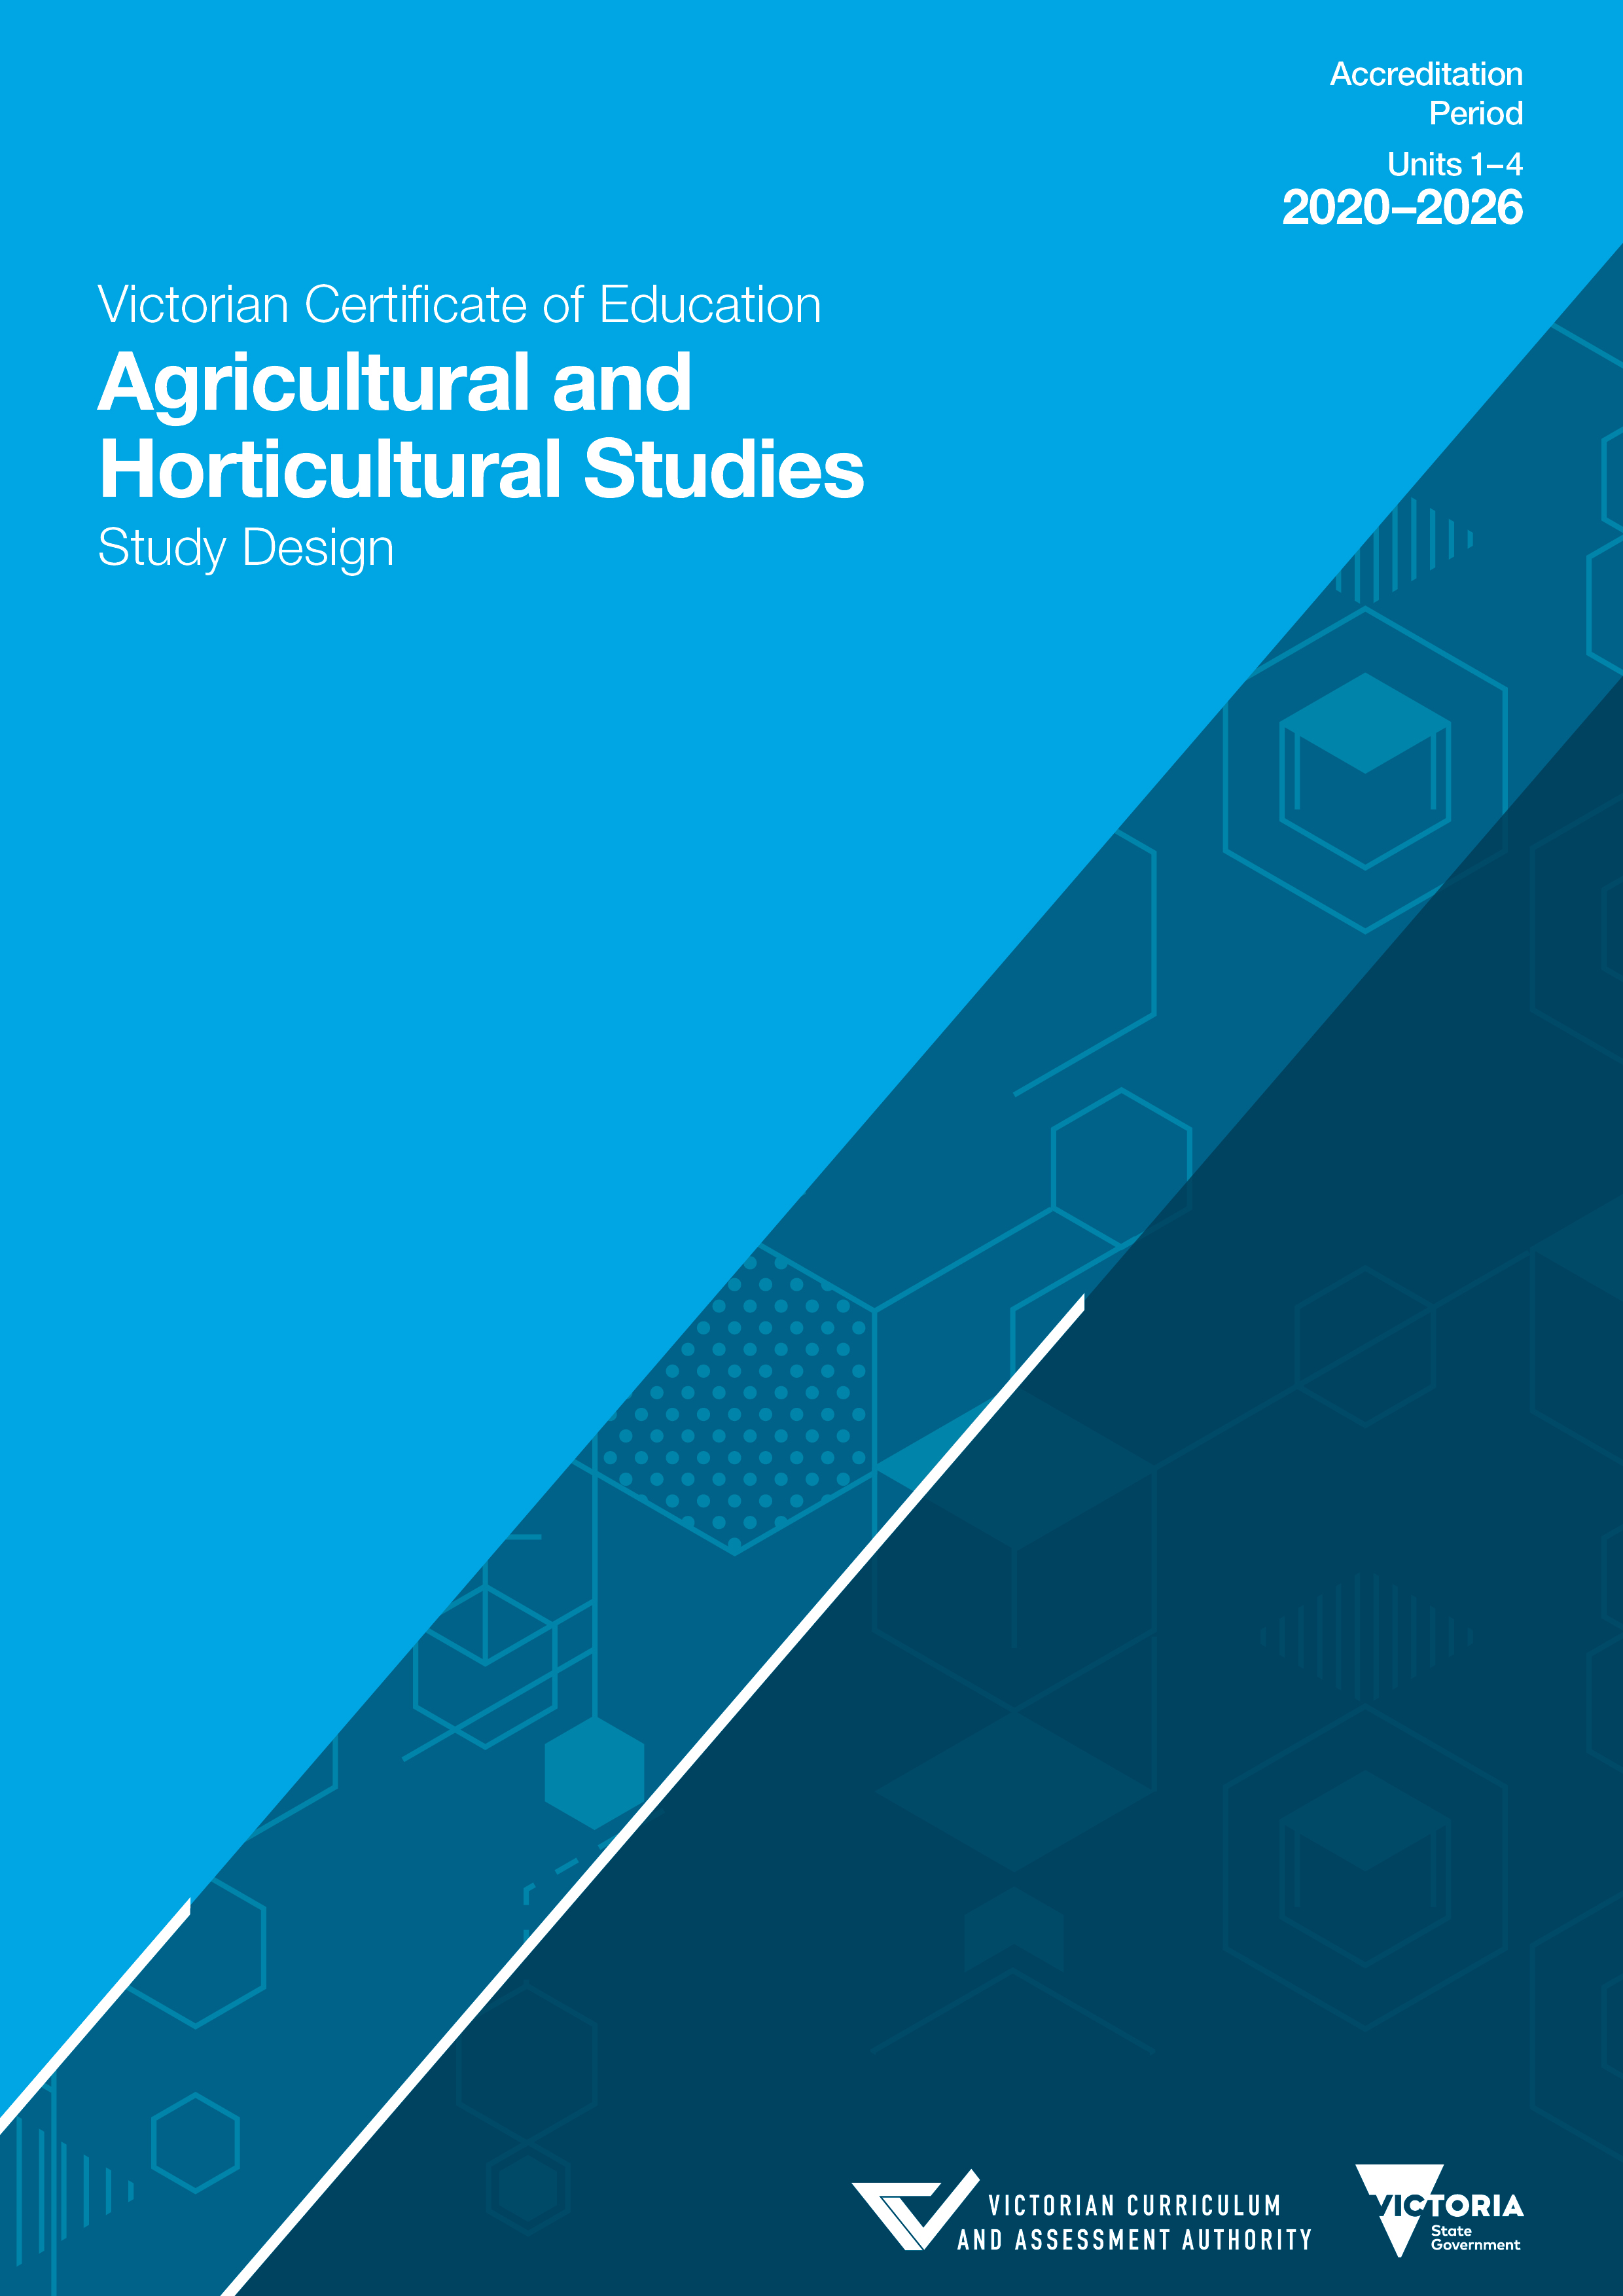 Accreditation
Period
Units 1–4
2020–2026
Victorian Certificate of Education
Agricultural and
Horticultural Studies
Study Design
VICTORIAN CURRICULUM
AND ASSESSMENT AUTHORITY
VICTORIA
State
Government